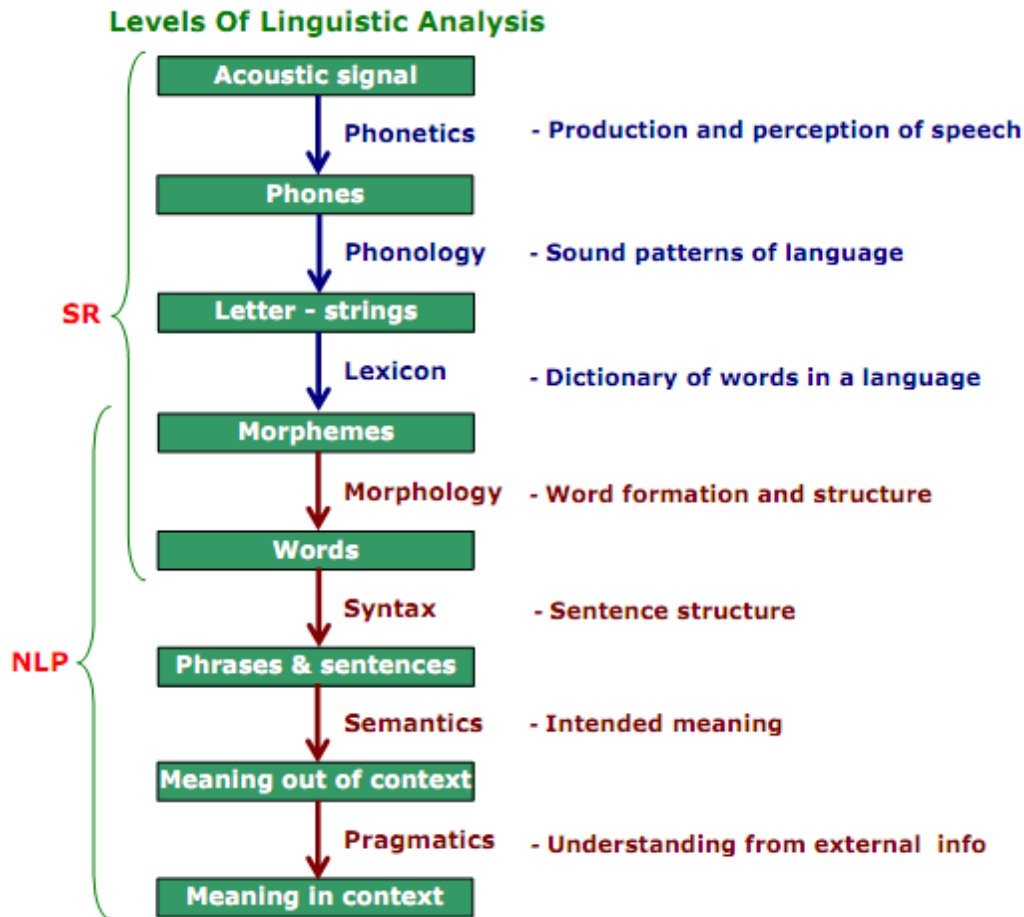 Levels Of Linguistic Analysis
Acoustic signal
Phonetics - Production and perception of speech
Phones
Phonology - Sound patterns of language
Letter - strings
SR
Lexicon - Dictionary of words in a language
Morphemes
Morphology - Word formation and structure
Words
Syntax - Sentence structure
Phrases & sentences
NLP
Semantics - Intended meaning
Meaning out of context
Pragmatics - Understanding from external info
Meaning in context